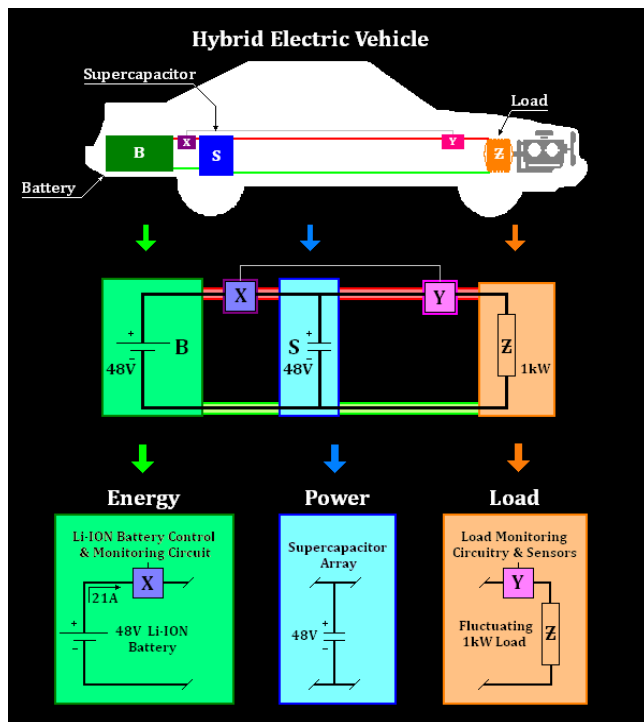 Hybrid Electric Vehicle
Supercapacitor
Load
X
Y
B
S
Z
Battery
X
Y
+
−
48V
B
S
+
−
48V
Z
1kW
Energy
Power
Load
Li-ION Battery Control
& Monitoring Circuit
X
21A
+
−
48V Li-ION
Battery
Supercapacitor
Array
+
−
48V
Load Monitoring
Circuitry & Sensors
Y
Fluctuating
1kW Load
Z